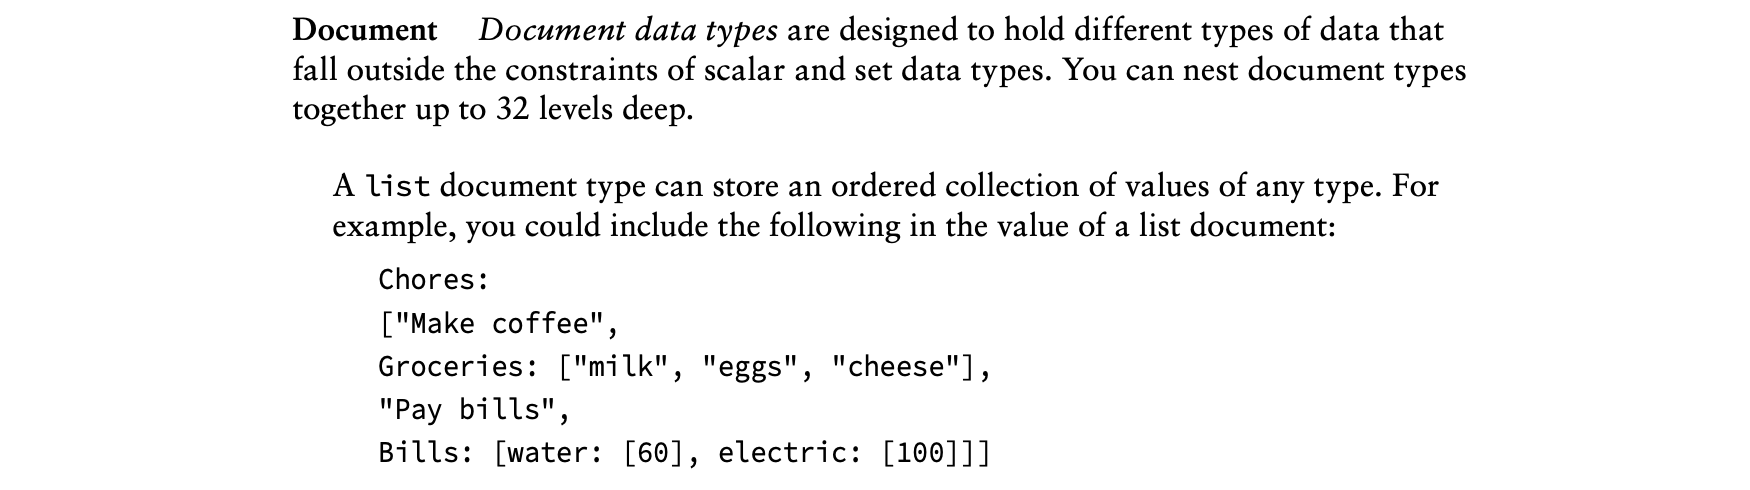 Document Document data types are designed to hold different types of data that
fall outside the constraints of scalar and set data types. You can nest document types
together up to 32 levels deep.
A list document type can store an ordered collection of values of any type. For
example, you could include the following in the value of a list document:
Chores:
["Make coffee",
Groceries: ["milk", "eggs", "cheese"],
"Pay bills",
Bills: [water: [60], electric: [100]]]